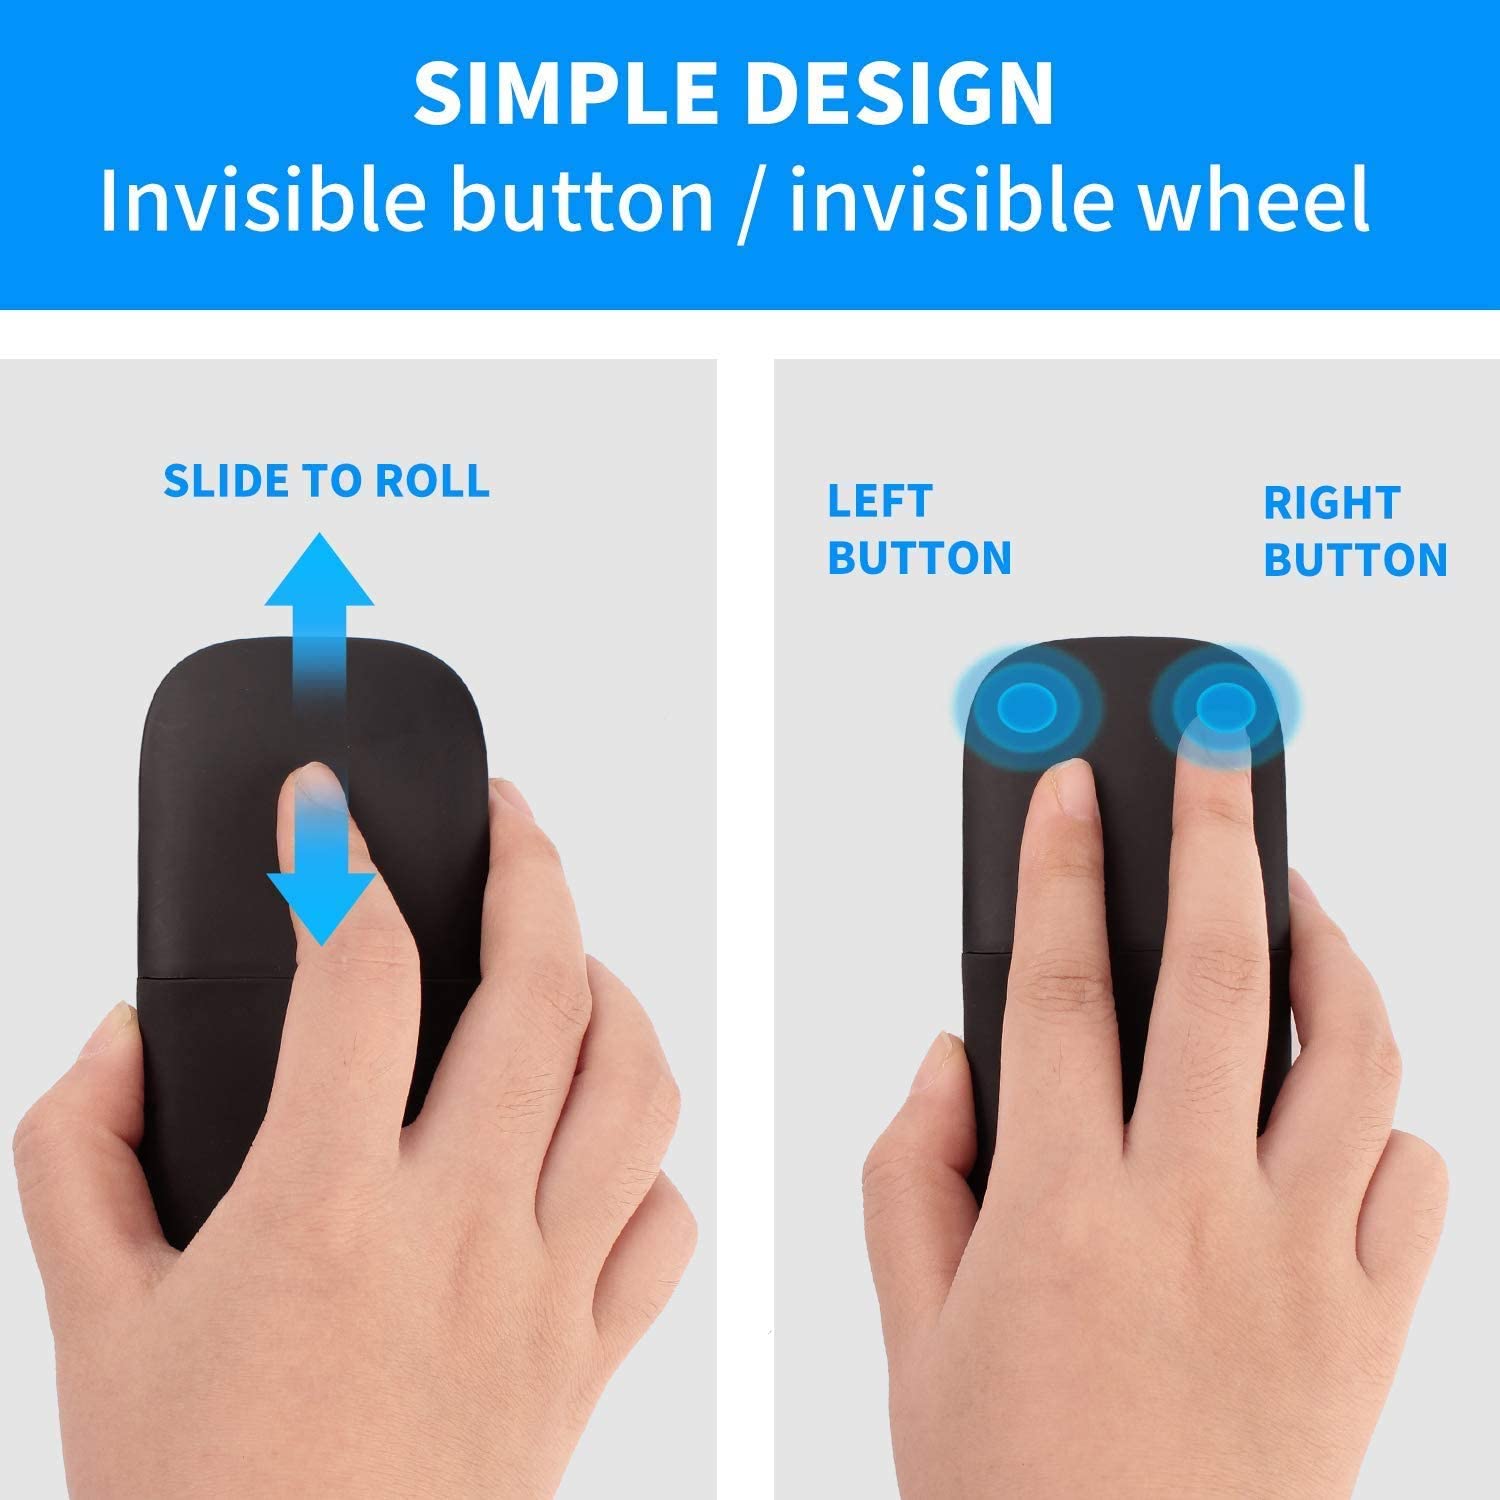 SIMPLE DESIGN
Invisible button / invisible wheel
SLIDE TO ROLL
LEFT
BUTTON
RIGHT
BUTTON